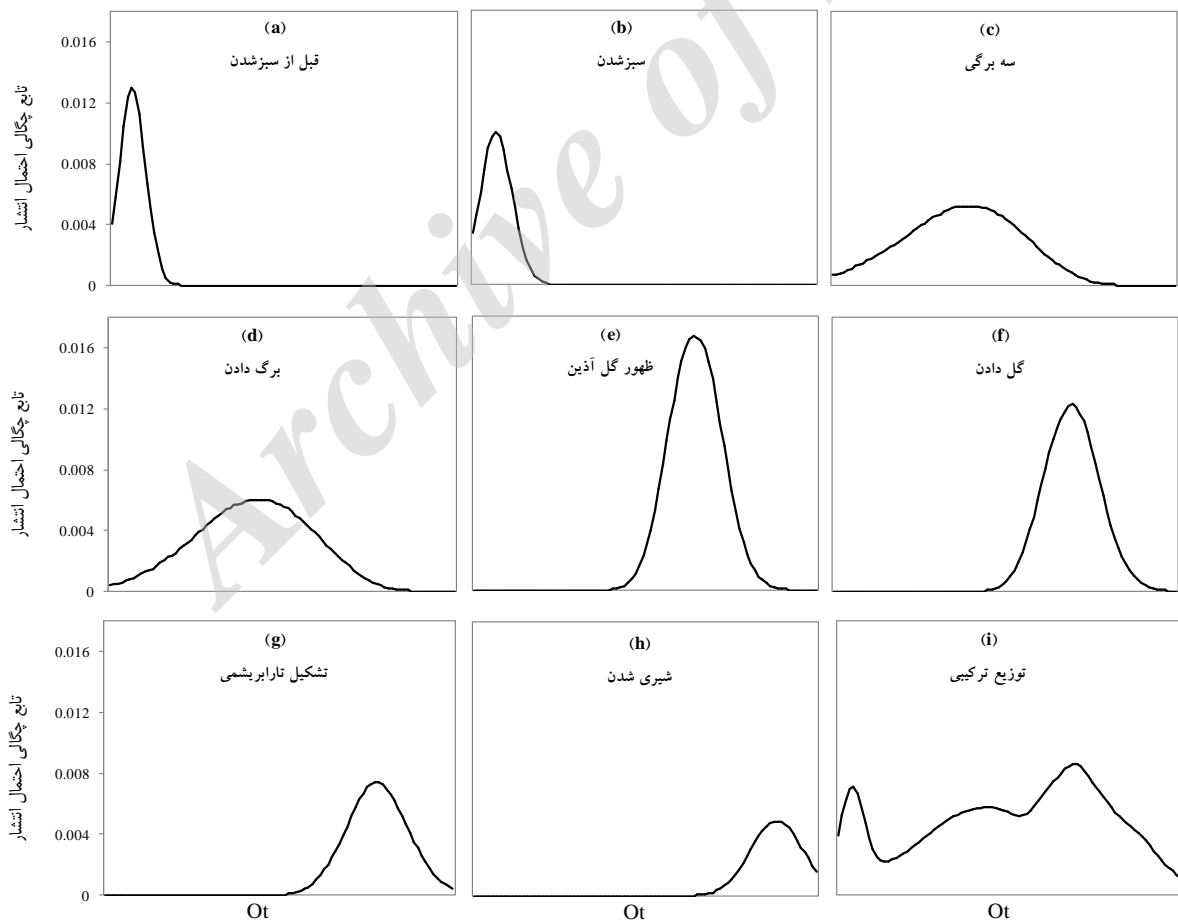 (a)
قبل از سبزشدن
(b)
سبزشدن
(c)
سه برگی
0.016
0.012
0.008
0.004
0
تابع چگالی احتمال انتشار
(d)
برگ دادن
(e)
ظهور گل آذین
(f)
گل دادن
0.016
0.012
0.008
0.004
0
تابع چگالی احتمال انتشار
(g)
تشکیل تارابریشمی
(h)
شیری شدن
(i)
توزیع ترکیبی
0.016
0.012
0.008
0.004
0
تابع چگالی احتمال انتشار
Ot
Ot
Ot
Archive of